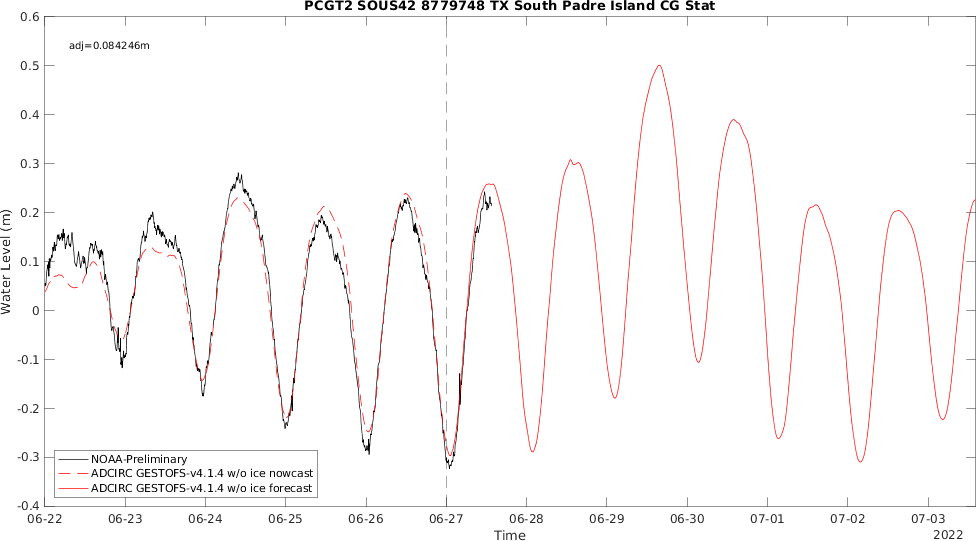 PCGT2 SOUS42 8779748 TX South Padre Island CG Stat
adj=0.084246m
Water Level (m)
0.6
0.5
0.4
0.3
0.2
0.1
0
-0.1
-0.2
-0.3
-0.4
NOAA-Preliminary
ADCIRC GESTOFS-v4.1.4 w/o ice nowcast
ADCIRC GESTOFS-v4.1.4 w/o ice forecast
06-22 06-23 06-24 06-25 06-26 06-27 06-28 06-29 06-30 07-01 07-02 07-03
Time
2022